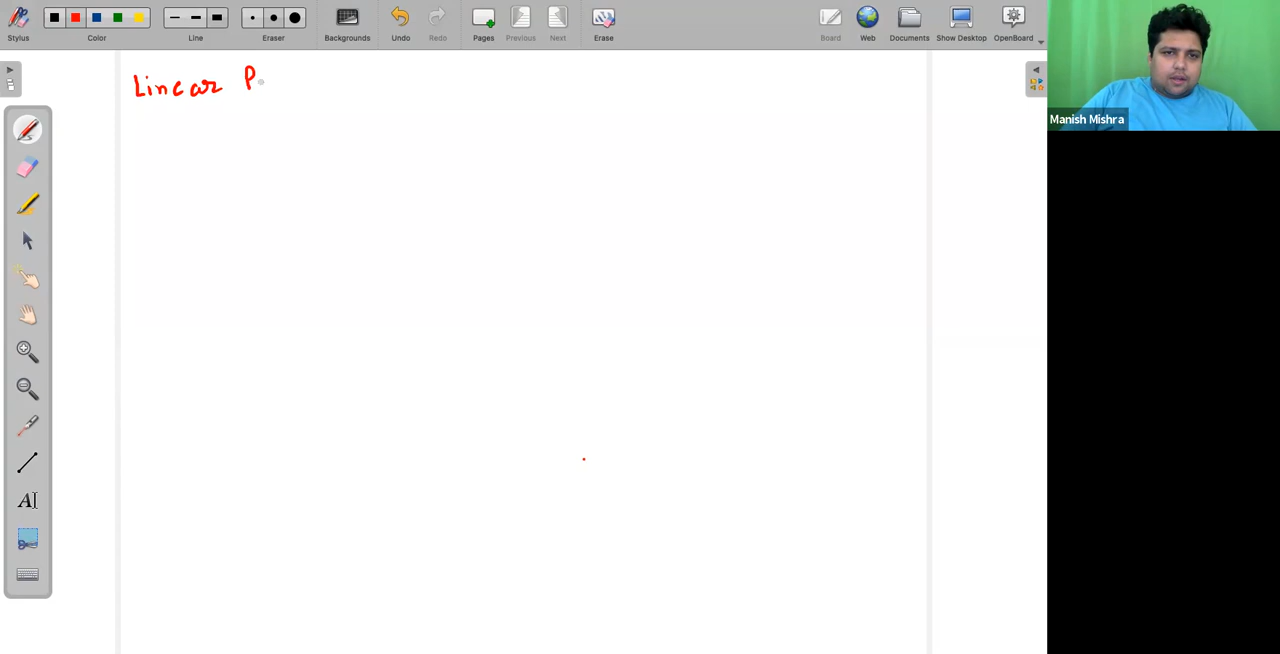 Stylus
Color
Line
Eraser
Backgrounds
Undo
Redo
Pages
Previous
Next
Erase
Board
Web
Documents
Show Desktop
OpenBoard
Linear P
Manish Mishra
A